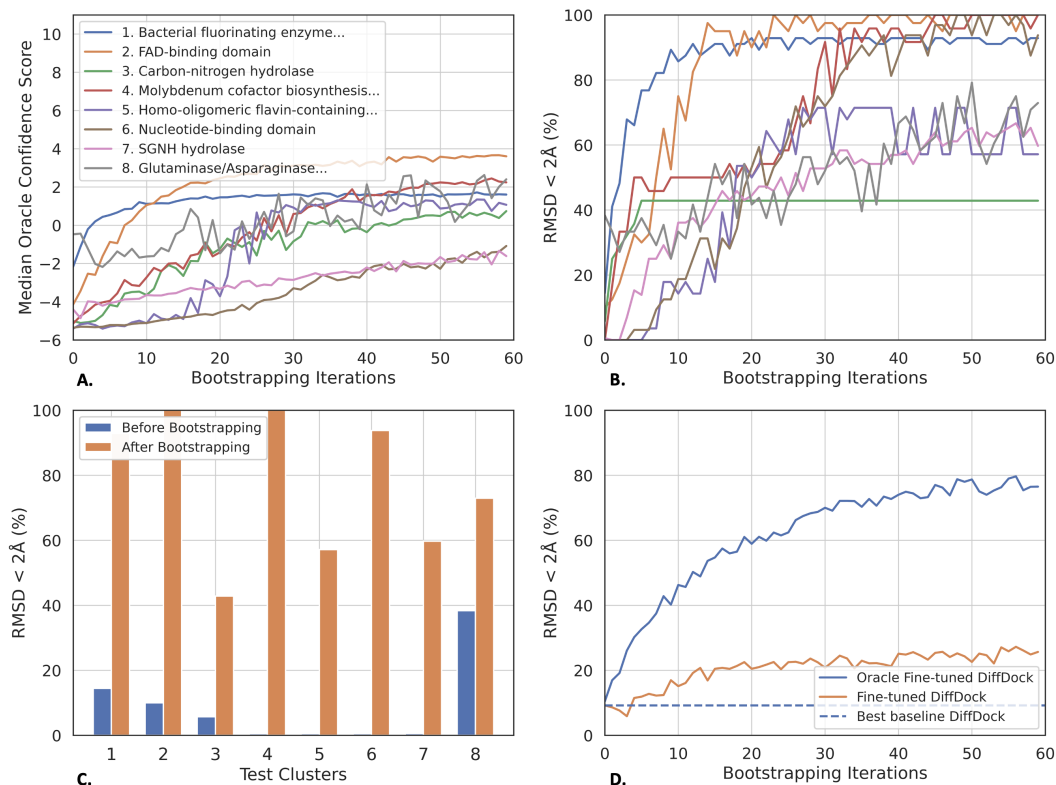 Median Oracle Confidence Score
10
8
6
4
2
0
−2
−4
−6
1. Bacterial fluorinating enzyme...
2. FAD-binding domain
3. Carbon-nitrogen hydrolase
4. Molybdenum cofactor biosynthesis...
5. Homo-oligomeric flavin-containing...
6. Nucleotide-binding domain
7. SGNH hydrolase
8. Glutaminase/Asparaginase...
0 10 20 30 40 50 60
A. Bootstrapping Iterations
RMSD < 2Å (%)
100
80
60
40
20
0
0 10 20 30 40 50 60
B. Bootstrapping Iterations
RMSD < 2Å (%)
100
80
60
40
20
0
Before Bootstrapping
After Bootstrapping
1 2 3 4 5 6 7 8
C. Test Clusters
RMSD < 2Å (%)
100
80
60
40
20
0
Oracle Fine-tuned DiffDock
Fine-tuned DiffDock
Best baseline DiffDock
0 10 20 30 40 50 60
D. Bootstrapping Iterations